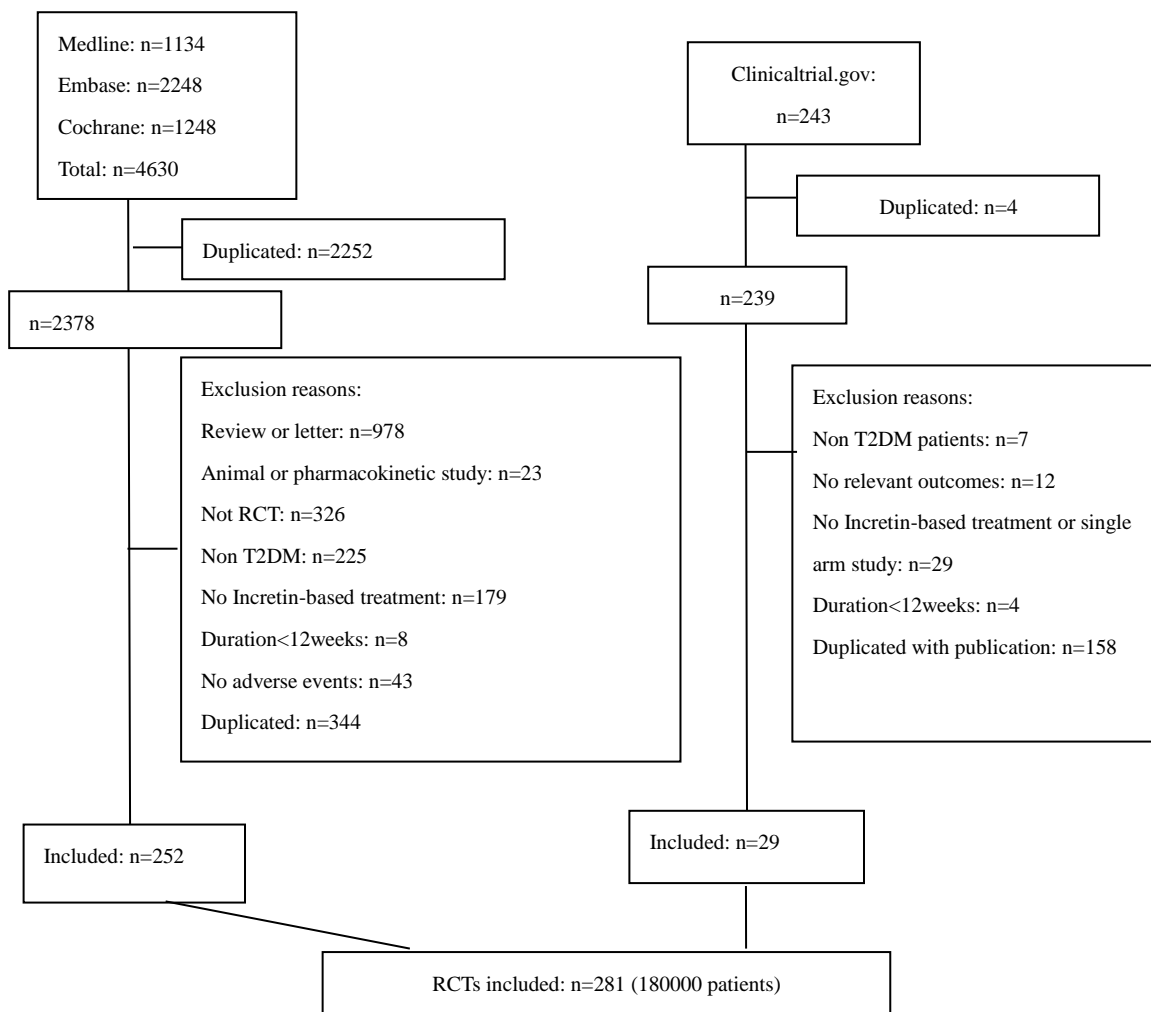 Medline: n=1134
Embase: n=2248
Cochrane: n=1248
Total: n=4630
Clinicaltrial.gov:
n=243
Duplicated: n=4
Duplicated: n=2252
n=239
n=2378
Exclusion reasons:
Review or letter: n=978
Animal or pharmacokinetic study: n=23
Not RCT: n=326
Non T2DM: n=225
No Incretin-based treatment: n=179
Duration<12weeks: n=8
No adverse events: n=43
Duplicated: n=344
Exclusion reasons:
Non T2DM patients: n=7
No relevant outcomes: n=12
No Incretin-based treatment or single
arm study: n=29
Duration<12weeks: n=4
Duplicated with publication: n=158
Included: n=252
Included: n=29
RCTs included: n=281 (180000 patients)